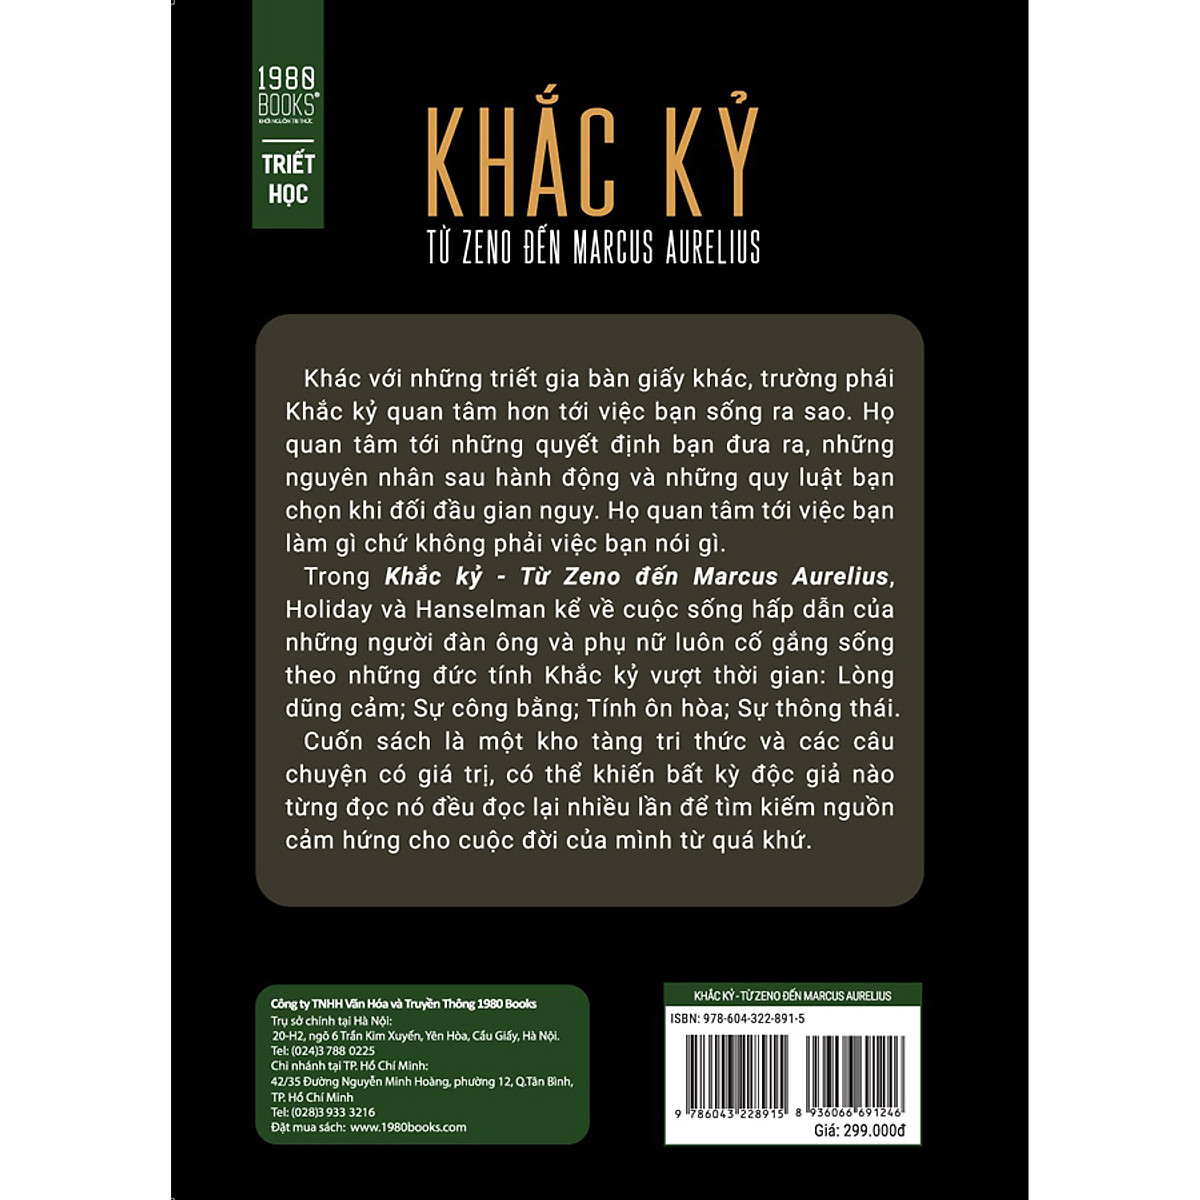 1980
BOOKS®
KHƠI NGUỒN TRI THỨC
TRIẾT
HỌC
KHẮC KỶ
TỪ ZENO ĐẾN MARCUS AURELIUS
Khác với những triết gia bàn giấy khác, trường phái
Khắc kỷ quan tâm hơn tới việc bạn sống ra sao. Họ
quan tâm tới những quyết định bạn đưa ra, những
nguyên nhân sau hành động và những quy luật bạn
chọn khi đối đầu gian nguy. Họ quan tâm tới việc bạn
làm gì chứ không phải việc bạn nói gì.
Trong Khắc kỷ - Từ Zeno đến Marcus Aurelius,
Holiday và Hanselman kể về cuộc sống hấp dẫn của
những người đàn ông và phụ nữ luôn cố gắng sống
theo những đức tính Khắc kỷ vượt thời gian: Lòng
dũng cảm; Sự công bằng; Tính ôn hòa; Sự thông thái.
Cuốn sách là một kho tàng tri thức và các câu
chuyện có giá trị, có thể khiến bất kỳ độc giả nào
từng đọc nó đều đọc lại nhiều lần để tìm kiếm nguồn
cảm hứng cho cuộc đời của mình từ quá khứ.
Công ty TNHH Văn Hóa và Truyền Thông 1980 Books
Trụ sở chính tại Hà Nội:
20-H2, ngõ 6 Trần Kim Xuyến, Yên Hòa, Cầu Giấy, Hà Nội.
Tel: (024)3 788 0225
Chi nhánh tại TP. Hồ Chí Minh:
42/35 Đường Nguyễn Minh Hoàng, phường 12, Q.Tân Bình,
TP. Hồ Chí Minh
Tel: (028)3 933 3216
Đặt mua sách: www.1980books.com
KHẮC KỶ - TỪ ZENO ĐẾN MARCUS AURELIUS
ISBN: 978-604-322-891-5
9 786043 228915 8 936066 691246
Giá: 299.000đ